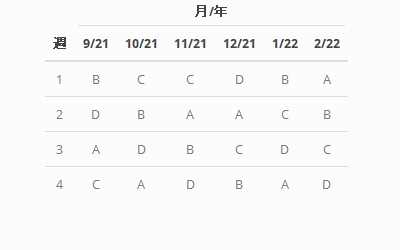 月/年
週 9/21 10/21 11/21 12/21 1/22 2/22
1 B C C D B A
2 D B A A C B
3 A D B C D C
4 C A D B A D